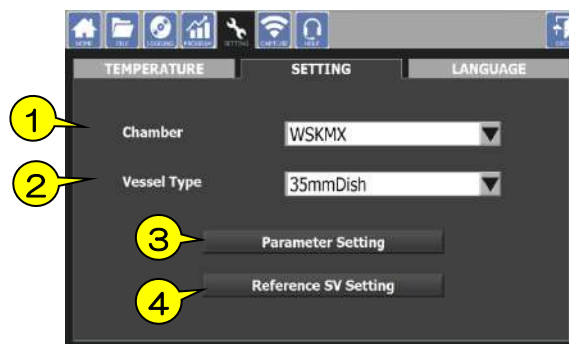 HOME FILE LOGGING PROGRAM SETTING CAPTURE HELP EXIT
TEMPERATURE SETTING LANGUAGE
1 Chamber WSKMX
2 Vessel Type 35mmDish
3 Parameter Setting
4 Reference SV Setting